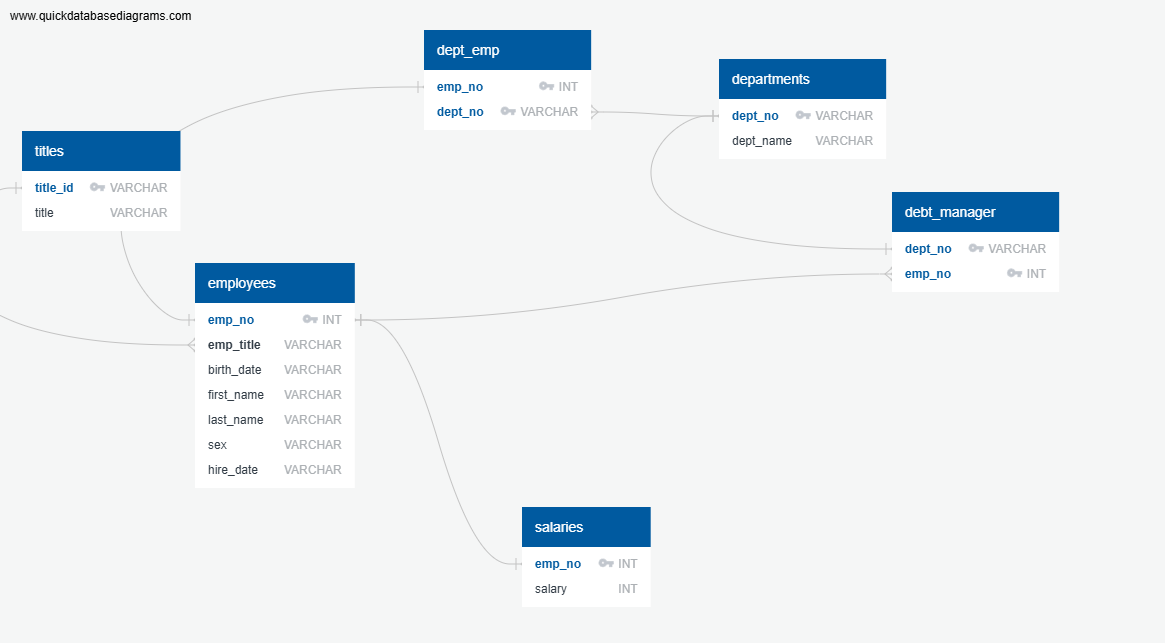 www.quickdatabasediagrams.com
dept_emp
emp_no INT
dept_no VARCHAR
departments
dept_no VARCHAR
dept_name VARCHAR
titles
title_id VARCHAR
title VARCHAR
debt_manager
dept_no VARCHAR
emp_no INT
employees
emp_no INT
emp_title VARCHAR
birth_date VARCHAR
first_name VARCHAR
last_name VARCHAR
sex VARCHAR
hire_date VARCHAR
salaries
emp_no INT
salary INT